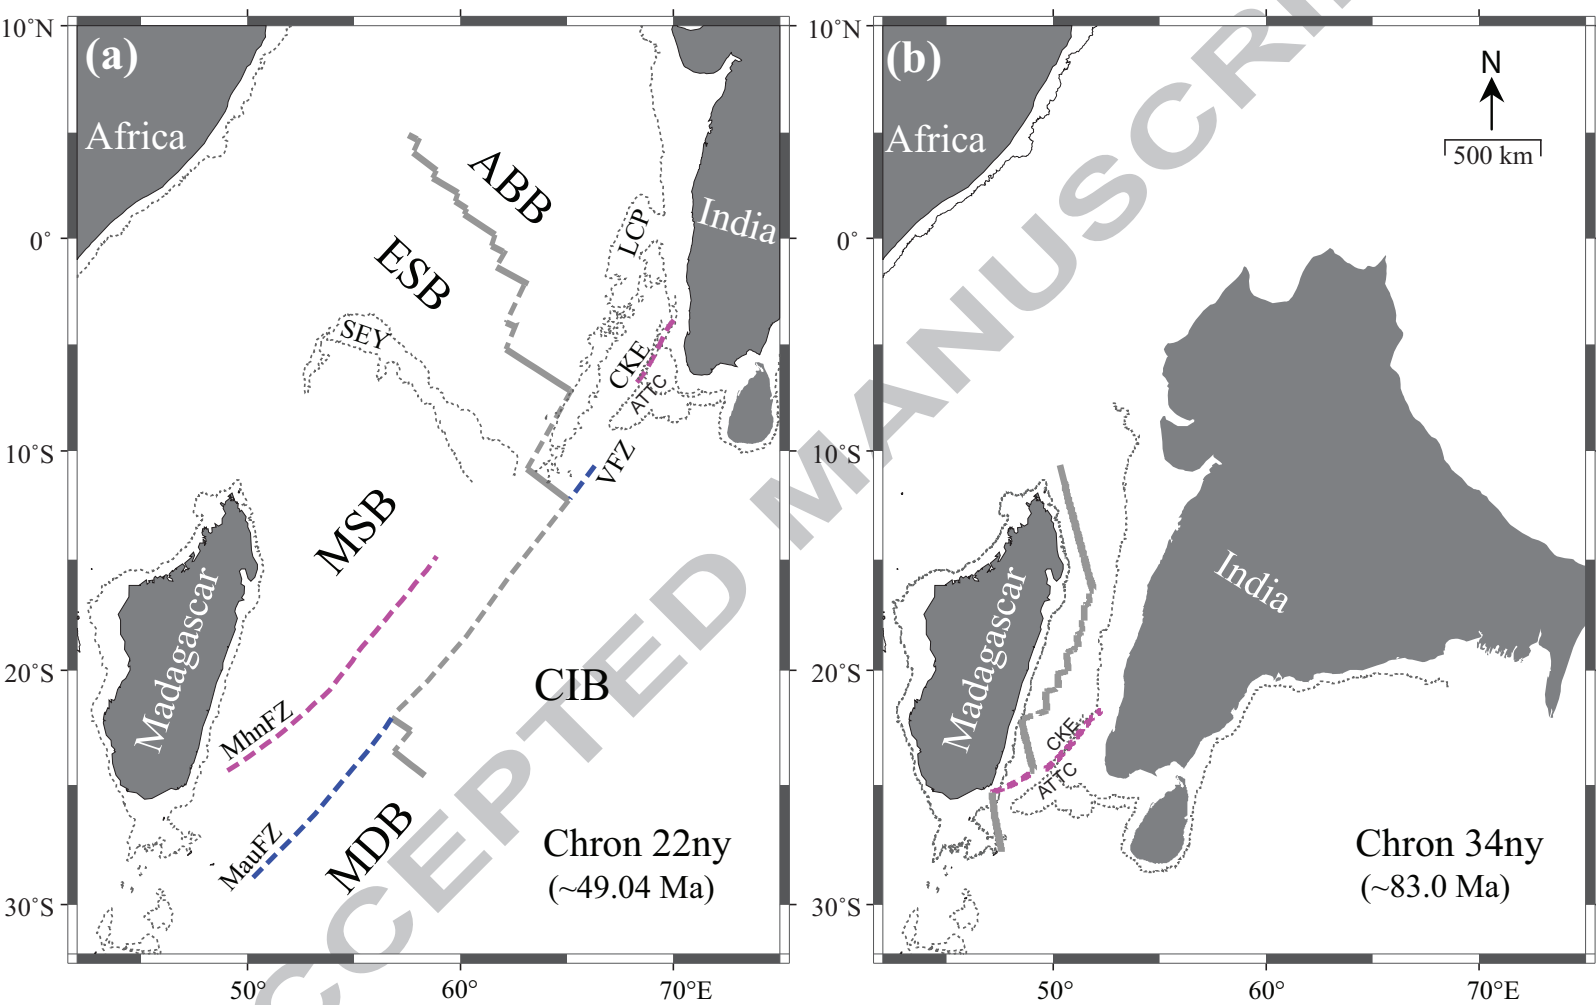 10°N
0°
10°S
20°S
30°S
(a)
Africa
ABB
ESB
LCP
India
SEY
CKE
ATTC
VFZ
MSB
Madagascar
MhnFZ
CIB
MauFZ
MDB
Chron 22ny
(~49.04 Ma)
50°
60°
70°E
10°N
0°
10°S
20°S
30°S
(b)
Africa
N
500 km
India
Madagascar
CKE
ATTC
Chron 34ny
(~83.0 Ma)
50°
60°
70°E
CCEPTED MANUSCRI